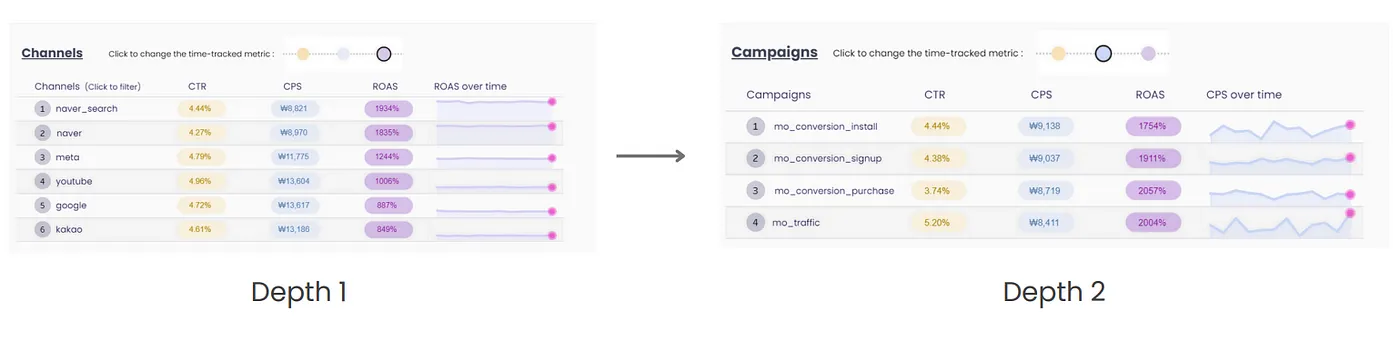 Channels Click to change the time-tracked metric :
Channels (Click to filter) CTR CPS ROAS ROAS over time
1 naver_search 4.44% ₩8,821 1934%
2 naver 4.27% ₩8,970 1835%
3 meta 4.79% ₩11,775 1244%
4 youtube 4.96% ₩13,604 1006%
5 google 4.72% ₩13,617 887%
6 kakao 4.61% ₩13,186 849%
Depth 1
Campaigns Click to change the time-tracked metric :
Campaigns CTR CPS ROAS CPS over time
1 mo_conversion_install 4.44% ₩9,138 1754%
2 mo_conversion_signup 4.38% ₩9,037 1911%
3 mo_conversion_purchase 3.74% ₩8,719 2057%
4 mo_traffic 5.20% ₩8,411 2004%
Depth 2